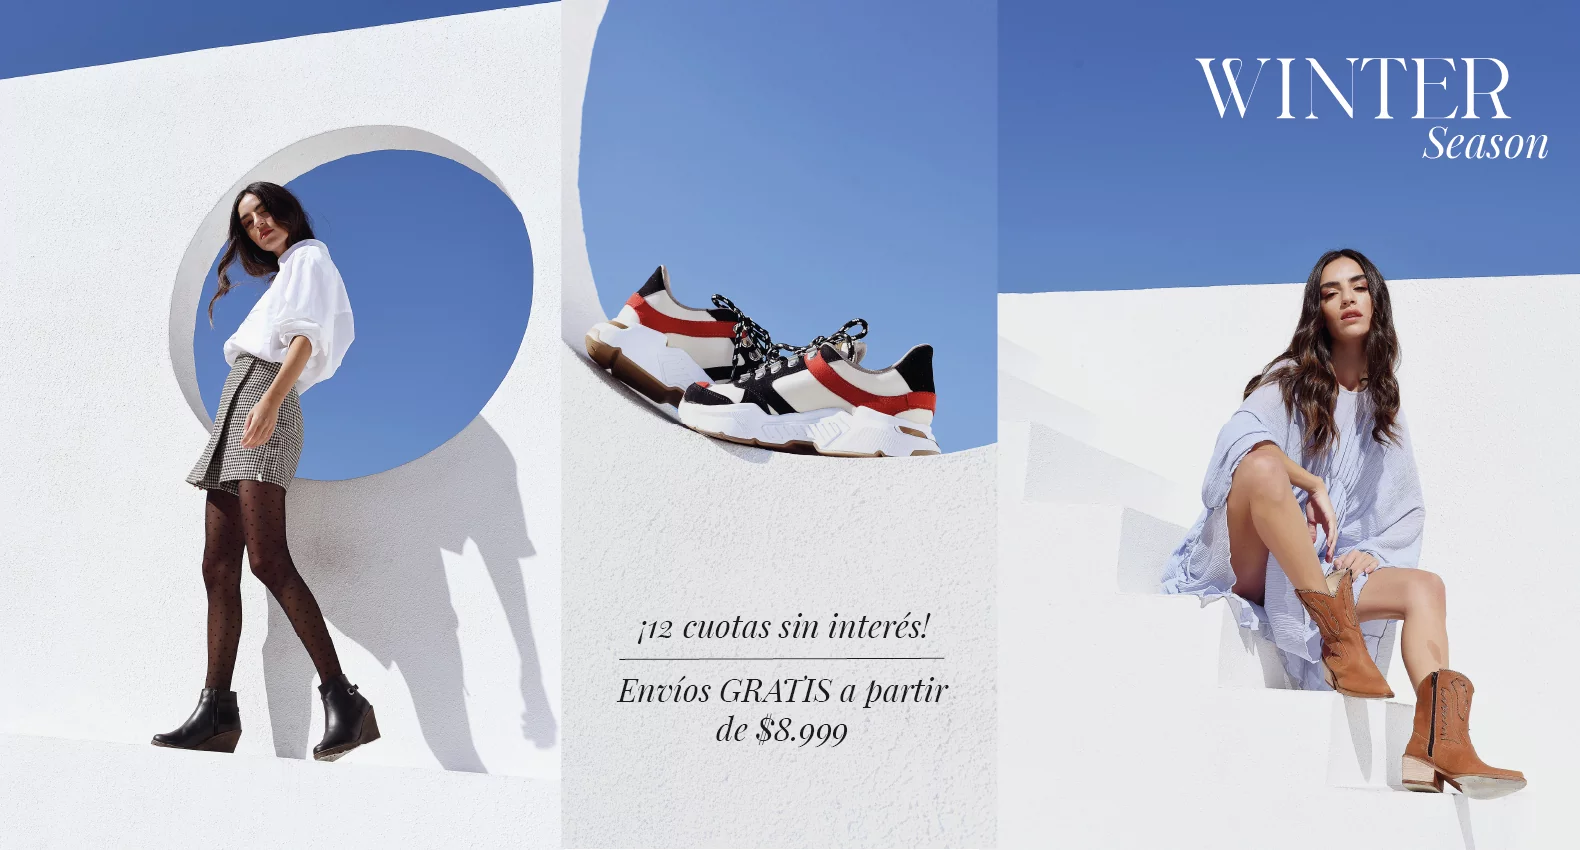 WINTER
Season
¡12 cuotas sin interés!
Envíos GRATIS a partir
de $8.999